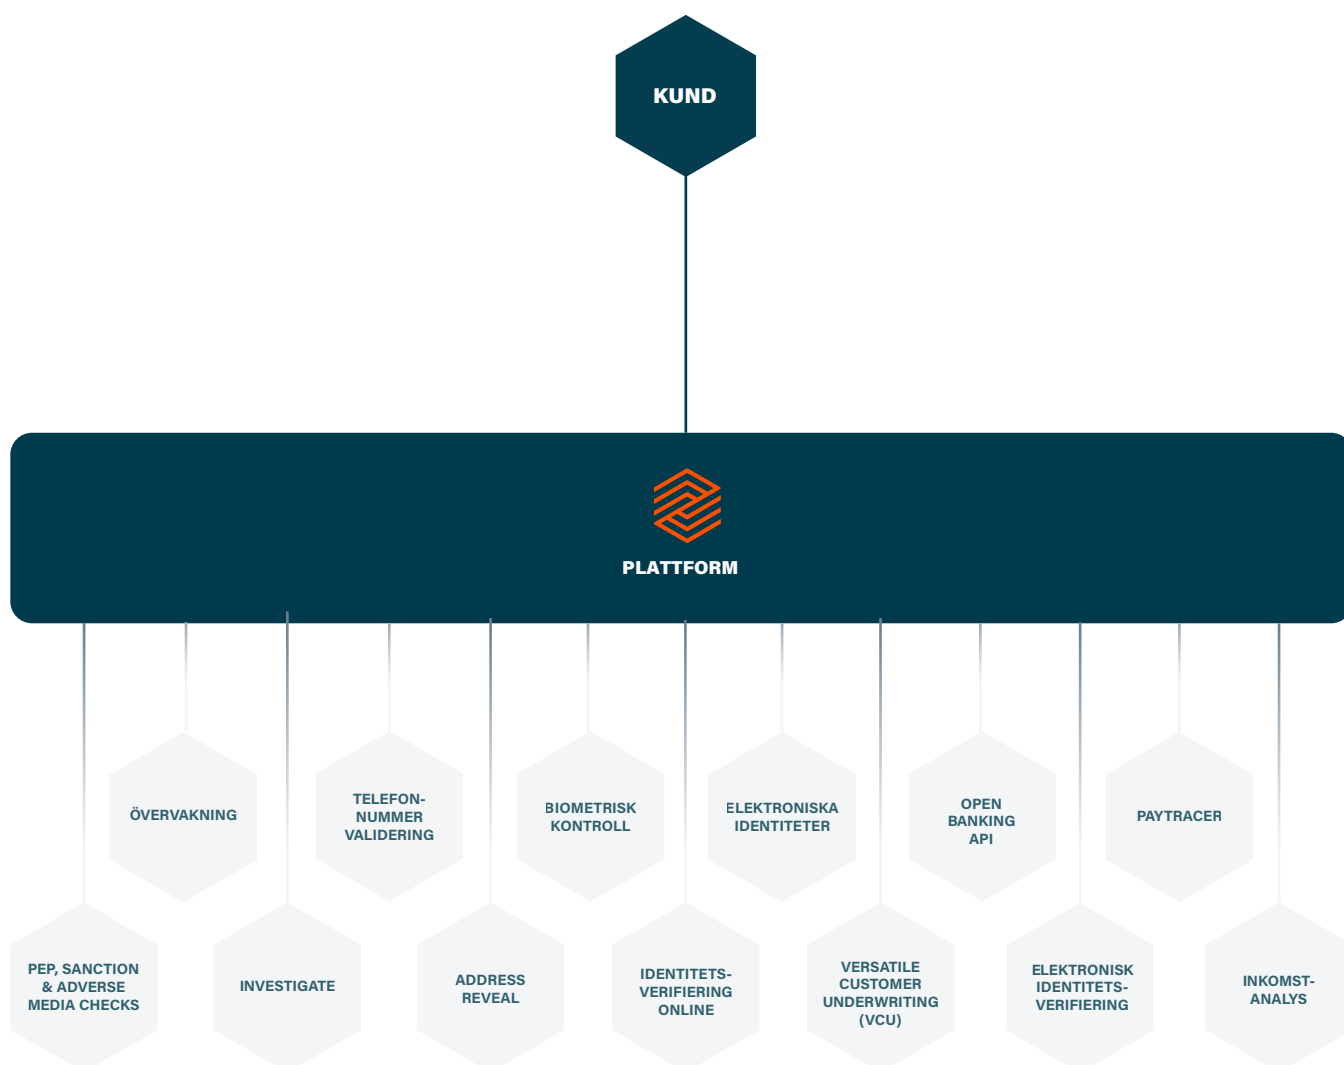 KUND
PLATTFORM
ÖVERVAKNING
TELEFON-
NUMMER
VALIDERING
BIOMETRISK
KONTROLL
ELEKTRONISKA
IDENTITETER
OPEN
BANKING
API
PAYTRACER
PEP, SANCTION
& ADVERSE
MEDIA CHECKS
INVESTIGATE
ADDRESS
REVEAL
IDENTITETS-
VERIFIERING
ONLINE
VERSATILE
CUSTOMER
UNDERWRITING
(VCU)
ELEKTRONISK
IDENTITETS-
VERIFIERING
INKOMST-
ANALYS